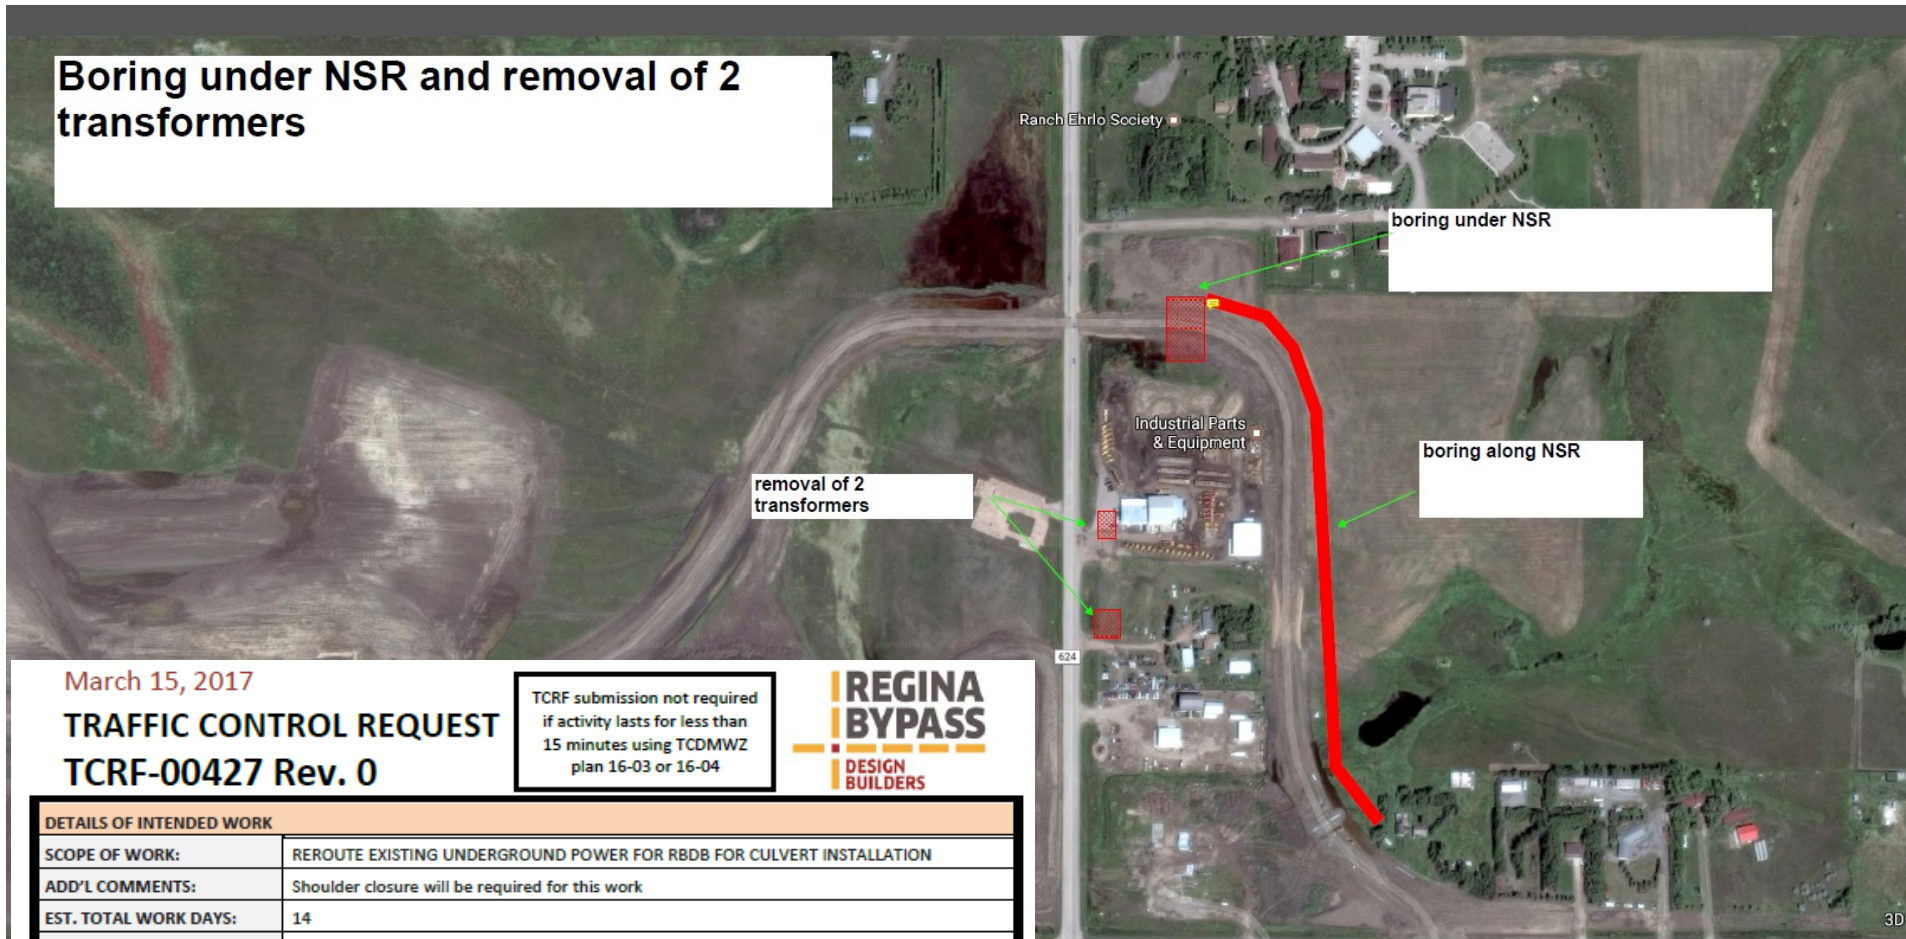 Boring under NSR and removal of 2
transformers
Ranch Ehrlo Society
boring under NSR
Industrial Parts
& Equipment
boring along NSR
removal of 2
transformers
624
March 15, 2017
TRAFFIC CONTROL REQUEST
TCRF-00427 Rev. 0
TCRF submission not required
if activity lasts for less than
15 minutes using TCDMWZ
plan 16-03 or 16-04
REGINA
BYPASS
DESIGN
BUILDERS
DETAILS OF INTENDED WORK
SCOPE OF WORK: REROUTE EXISTING UNDERGROUND POWER FOR RBDB FOR CULVERT INSTALLATION
ADD'L COMMENTS: Shoulder closure will be required for this work
EST. TOTAL WORK DAYS: 14
3D